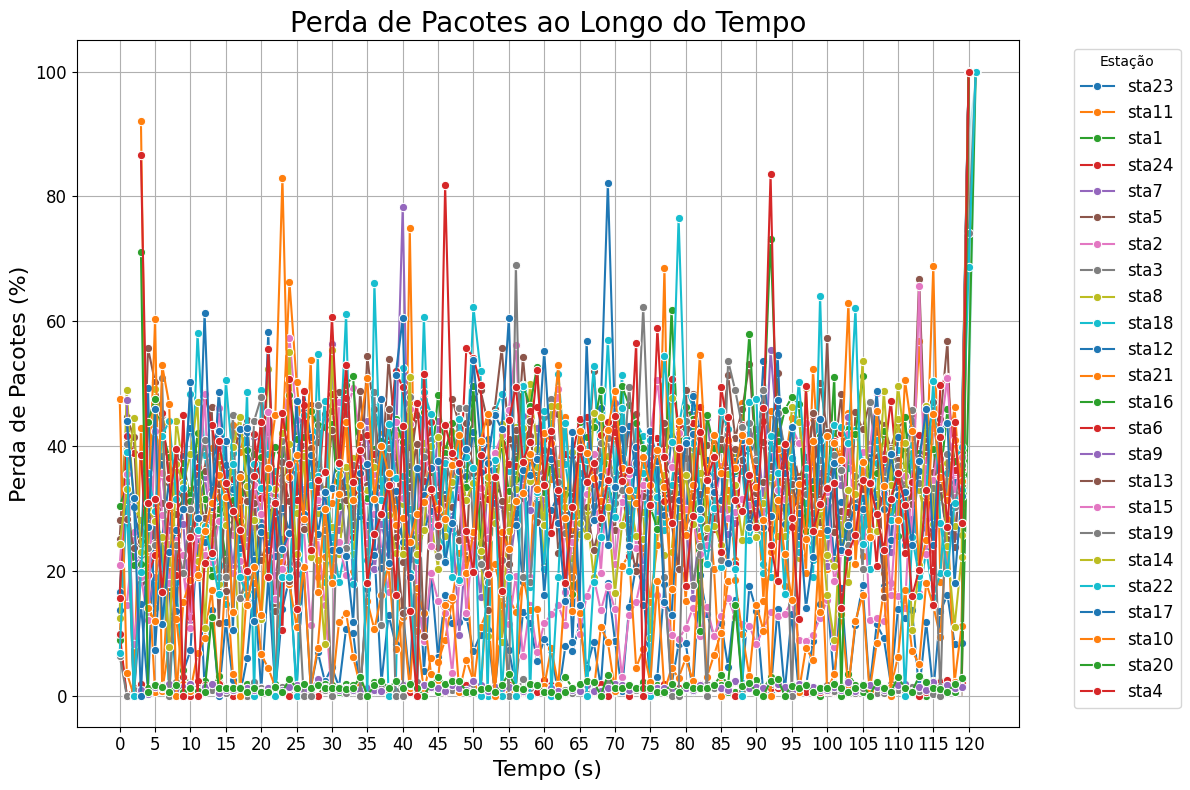 Perda de Pacotes ao Longo do Tempo
Perda de Pacotes (%)
100
80
60
40
20
0
0 5 10 15 20 25 30 35 40 45 50 55 60 65 70 75 80 85 90 95 100 105 110 115 120
Tempo (s)
Estação
sta23
sta11
sta1
sta24
sta7
sta5
sta2
sta3
sta8
sta18
sta12
sta21
sta16
sta6
sta9
sta13
sta15
sta19
sta14
sta22
sta17
sta10
sta20
sta4